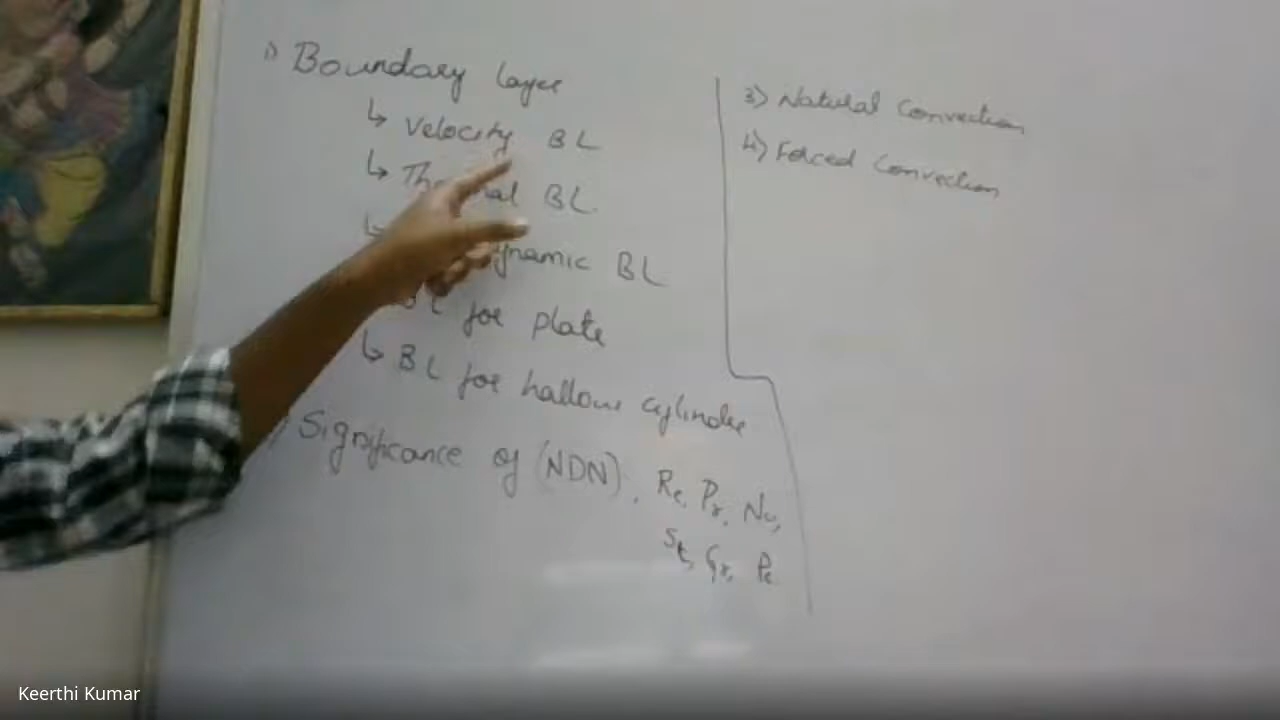 1) Boundary layer
↳ Velocity BL
↳ BL
BL
for plate
↳ BL for hallow cylinder
Significance of (NDN), Re, Pr, Nu,
St, Gr, Pe
3) Natural Convection
4) Forced Convection
Keerthi Kumar